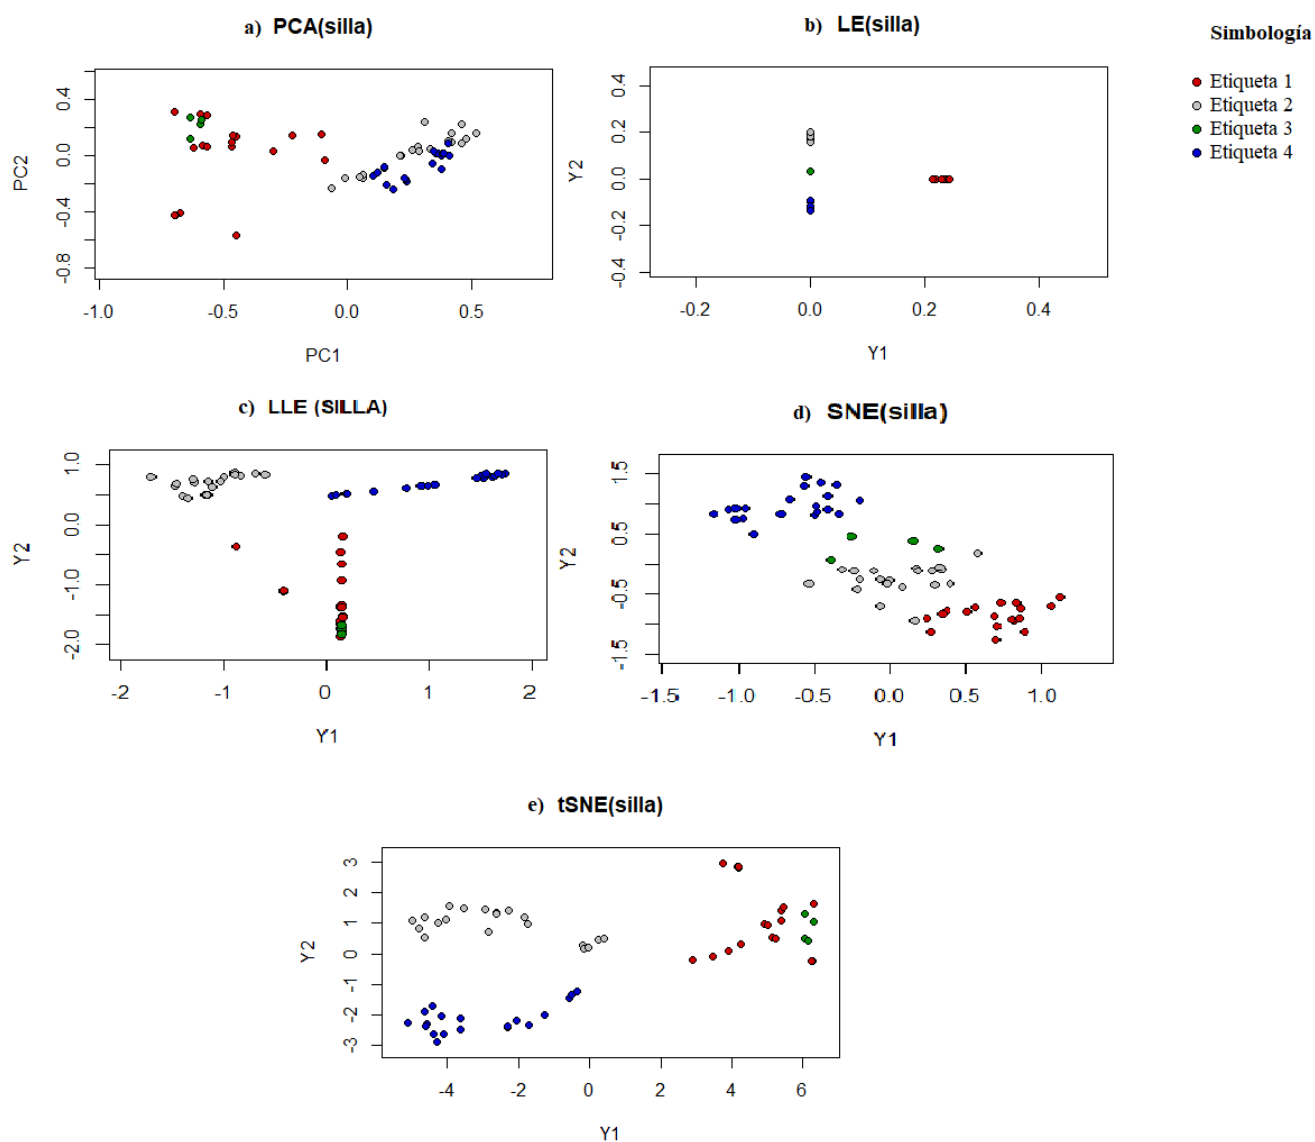 a) PCA(silla)
0.4
0.0
-0.4
-0.8
PC2
-1.0 -0.5 0.0 0.5
PC1
b) LE(silla)
0.4
0.2
0.0
-0.2
-0.4
Y2
-0.2 0.0 0.2 0.4
Y1
Simbología
Etiqueta 1
Etiqueta 2
Etiqueta 3
Etiqueta 4
c) LLE (SILLA)
1.0
0.0
-1.0
-2.0
Y2
-2 -1 0 1 2
Y1
d) SNE(silla)
1.5
0.5
-0.5
-1.5
Y2
-1.5 -1.0 -0.5 0.0 0.5 1.0
Y1
e) tSNE(silla)
3
2
1
0
-1
-2
-3
Y2
-4 -2 0 2 4 6
Y1